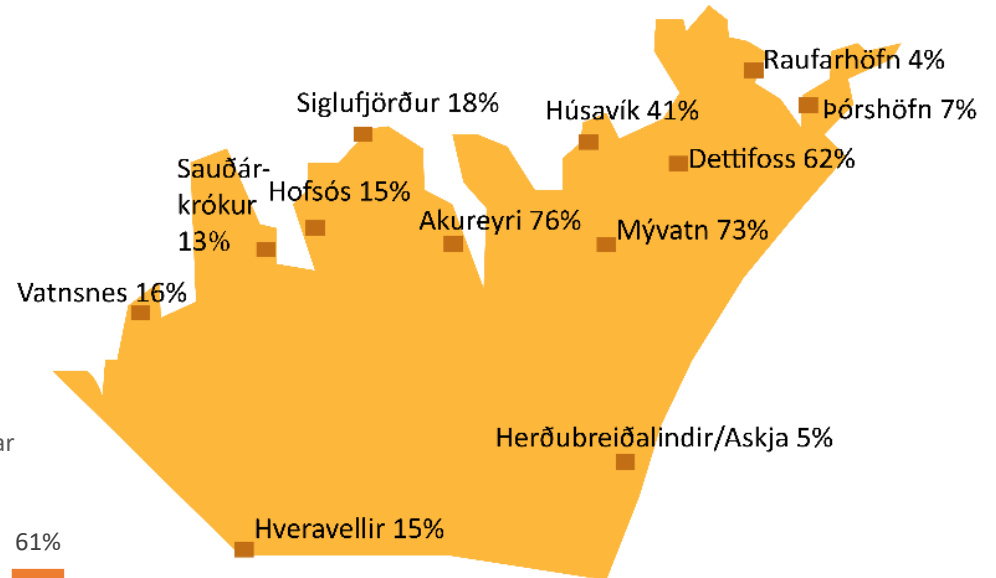 Raufarhöfn 4%
Siglufjörður 18%
Húsavík 41%
Þórshöfn 7%
Dettifoss 62%
Sauðár-
krókur
13%
Hofsós 15%
Akureyri 76%
Mývatn 73%
Vatnsnes 16%
ar
Herðubreiðalindir/Askja 5%
Hveravellir 15%
61%